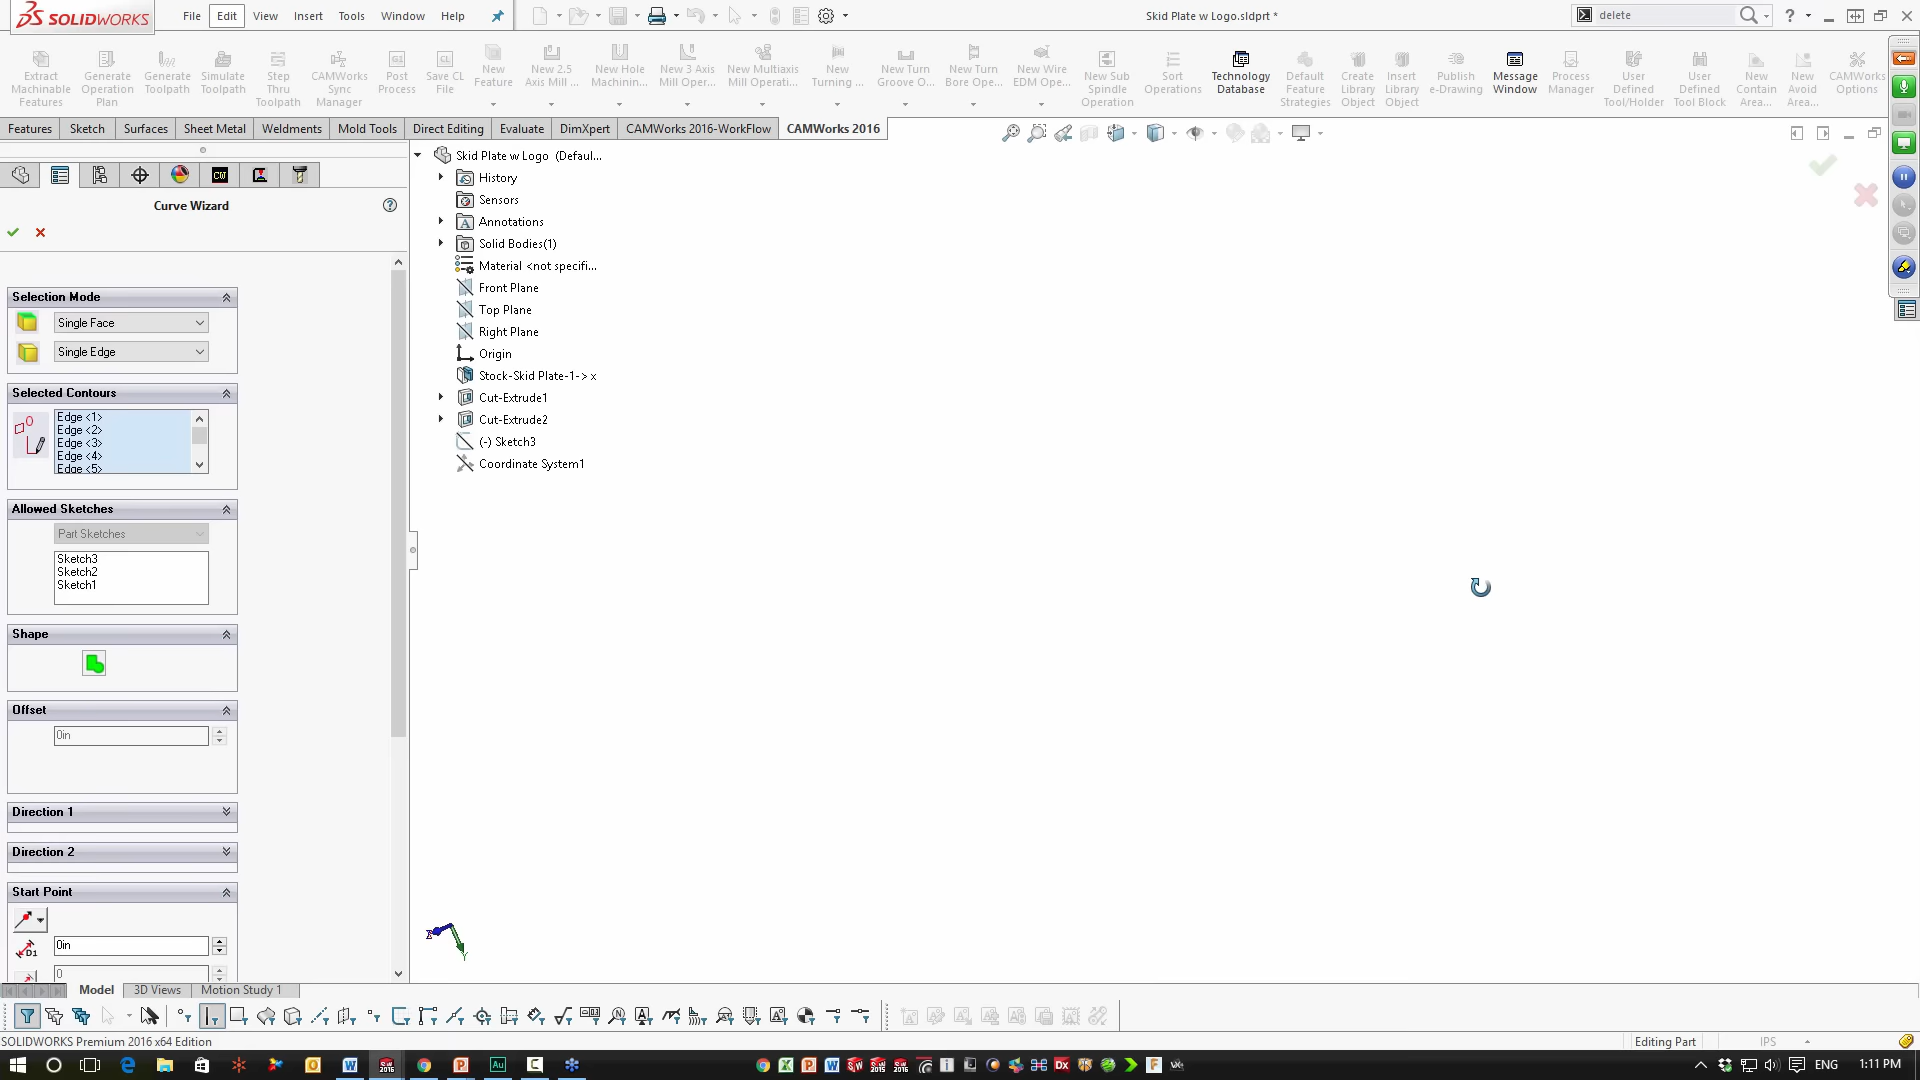 SOLIDWORKS
File
Edit
View
Insert
Tools
Window
Help
Skid Plate w Logo.sldprt *
delete
Extract Machinable Features
Generate Operation Plan
Generate Toolpath
Simulate Toolpath
Step Thru Toolpath
CAMWorks Sync Manager
Post Process
Save CL File
New Feature
New 2.5 Axis Mill ...
New Hole Machinin...
New 3 Axis Mill Oper...
New Multiaxis Mill Operati...
New Turning ...
New Turn Groove O...
New Turn Bore Ope...
New Wire EDM Ope...
New Sub Spindle Operation
Sort Operations
Technology Database
Default Feature Strategies
Create Library Object
Insert Library Object
Publish e-Drawing
Message Window
Process Manager
User Defined Tool/Holder
User Defined Tool Block
New Contain Area...
New Avoid Area...
CAMWorks Options
Features
Sketch
Surfaces
Sheet Metal
Weldments
Mold Tools
Direct Editing
Evaluate
DimXpert
CAMWorks 2016-WorkFlow
CAMWorks 2016
Curve Wizard
Selection Mode
Single Face
Single Edge
Selected Contours
Edge <1>
Edge <2>
Edge <3>
Edge <4>
Edge <5>
Allowed Sketches
Part Sketches
Sketch3
Sketch2
Sketch1
Shape
Offset
0in
Direction 1
Direction 2
Start Point
0in
0
Skid Plate w Logo (Defaul...
History
Sensors
Annotations
Solid Bodies(1)
Material <not specifi...
Front Plane
Top Plane
Right Plane
Origin
Stock-Skid Plate-1-> x
Cut-Extrude1
Cut-Extrude2
(-) Sketch3
Coordinate System1
Z
Y
Model
3D Views
Motion Study 1
SOLIDWORKS Premium 2016 x64 Edition
Editing Part
IPS
ENG
1:11 PM